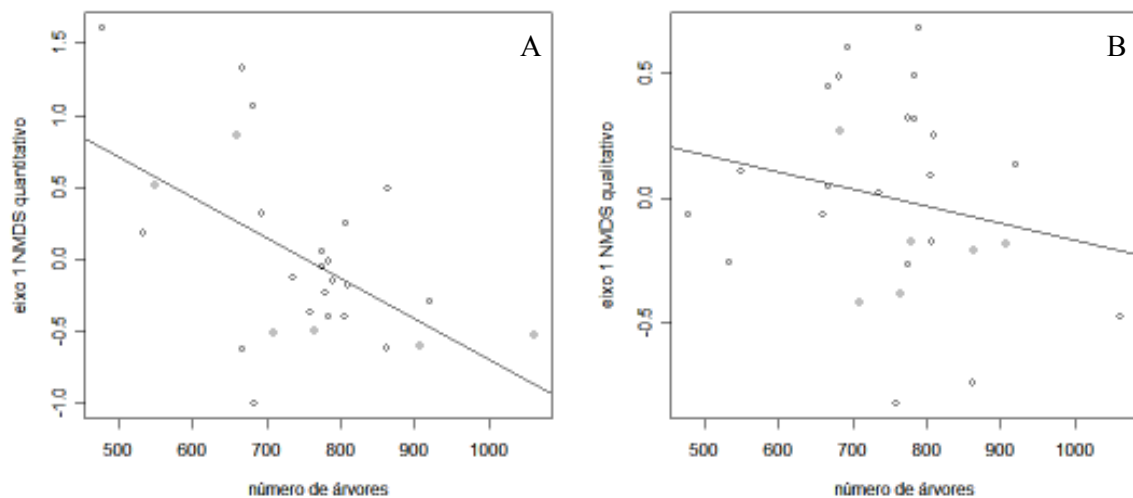 A
eixo 1 NMDS quantitativo
1.5
1.0
0.5
0.0
-0.5
-1.0
500 600 700 800 900 1000
número de árvores
B
eixo 1 NMDS qualitativo
0.5
0.0
-0.5
500 600 700 800 900 1000
número de árvores